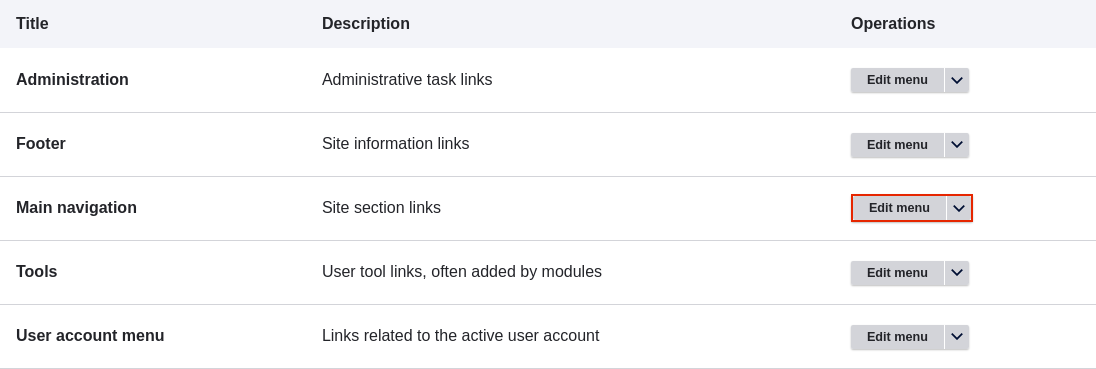 Title Description Operations
Administration Administrative task links Edit menu
Footer Site information links Edit menu
Main navigation Site section links Edit menu
Tools User tool links, often added by modules Edit menu
User account menu Links related to the active user account Edit menu